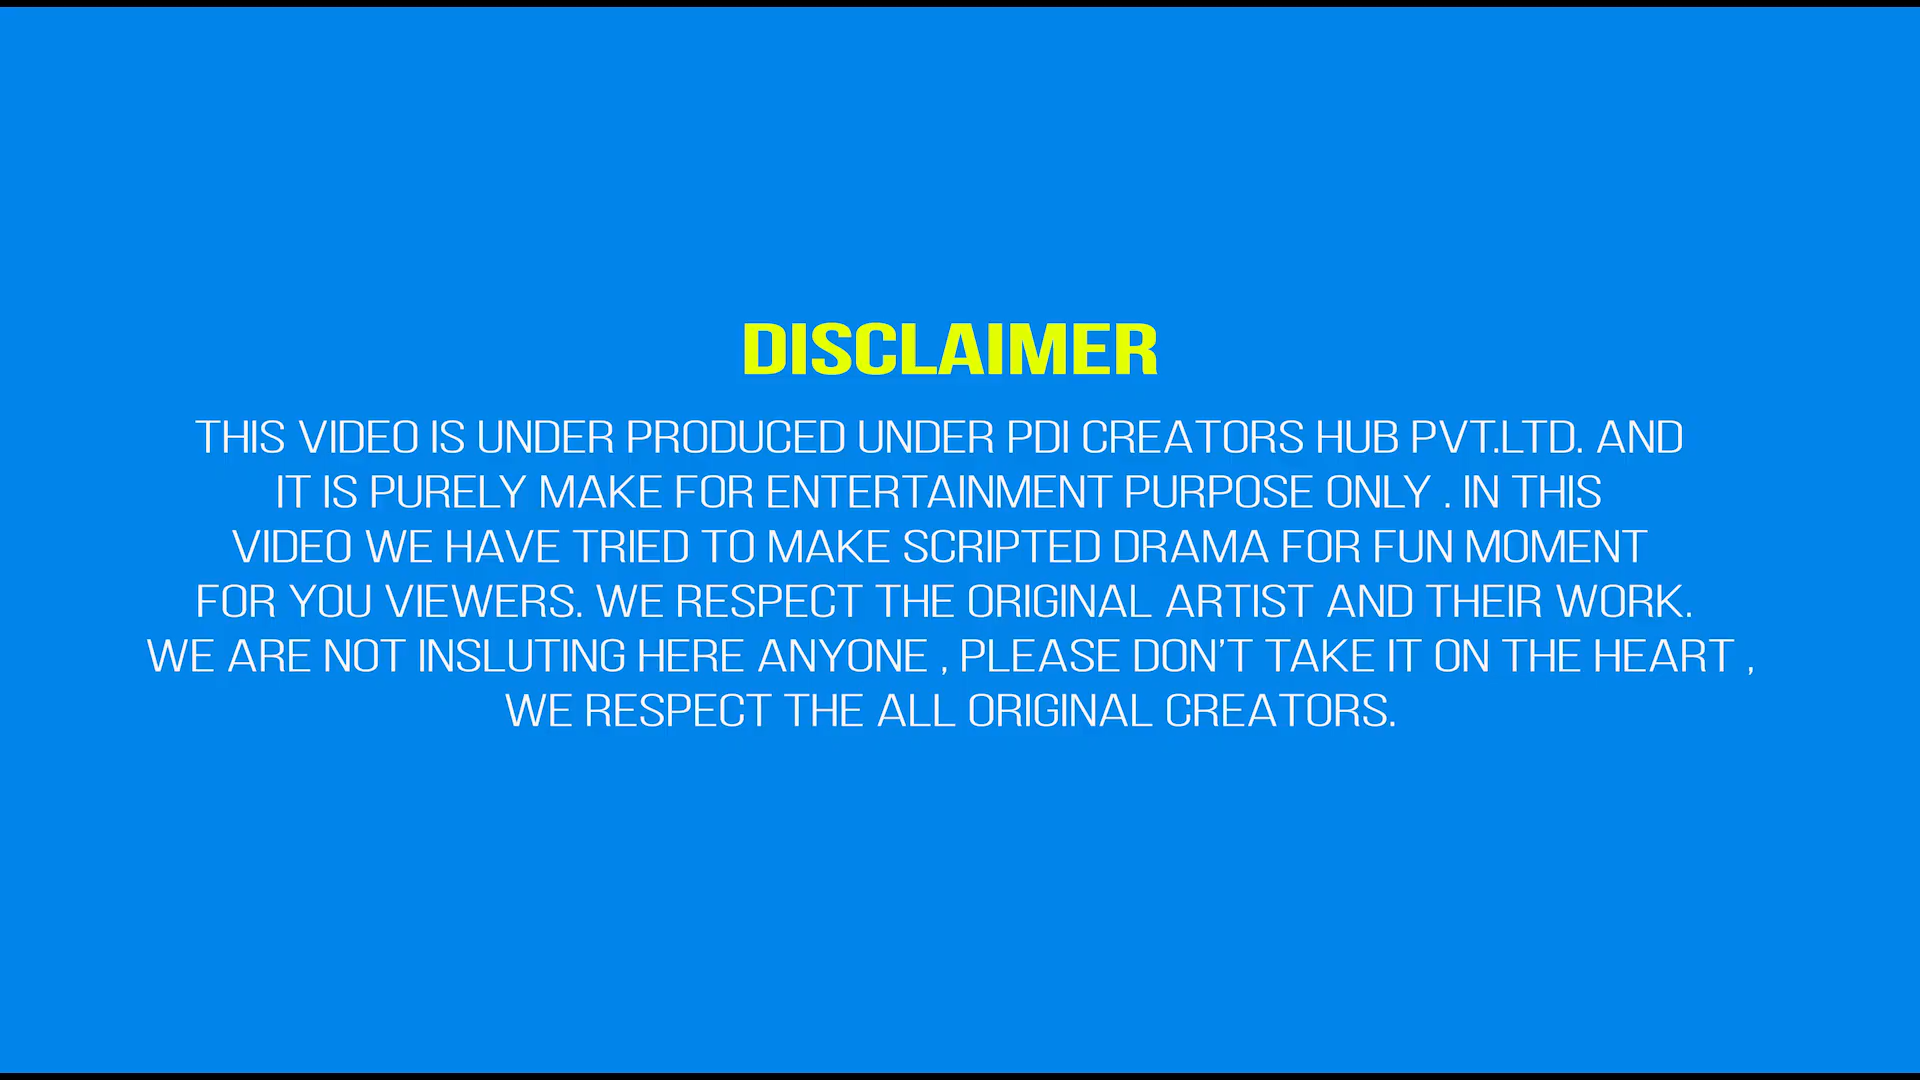 DISCLAIMER
THIS VIDEO IS UNDER PRODUCED UNDER PDI CREATORS HUB PVT.LTD. AND
IT IS PURELY MAKE FOR ENTERTAINMENT PURPOSE ONLY . IN THIS
VIDEO WE HAVE TRIED TO MAKE SCRIPTED DRAMA FOR FUN MOMENT
FOR YOU VIEWERS. WE RESPECT THE ORIGINAL ARTIST AND THEIR WORK.
WE ARE NOT INSLUTING HERE ANYONE , PLEASE DON’T TAKE IT ON THE HEART ,
WE RESPECT THE ALL ORIGINAL CREATORS.